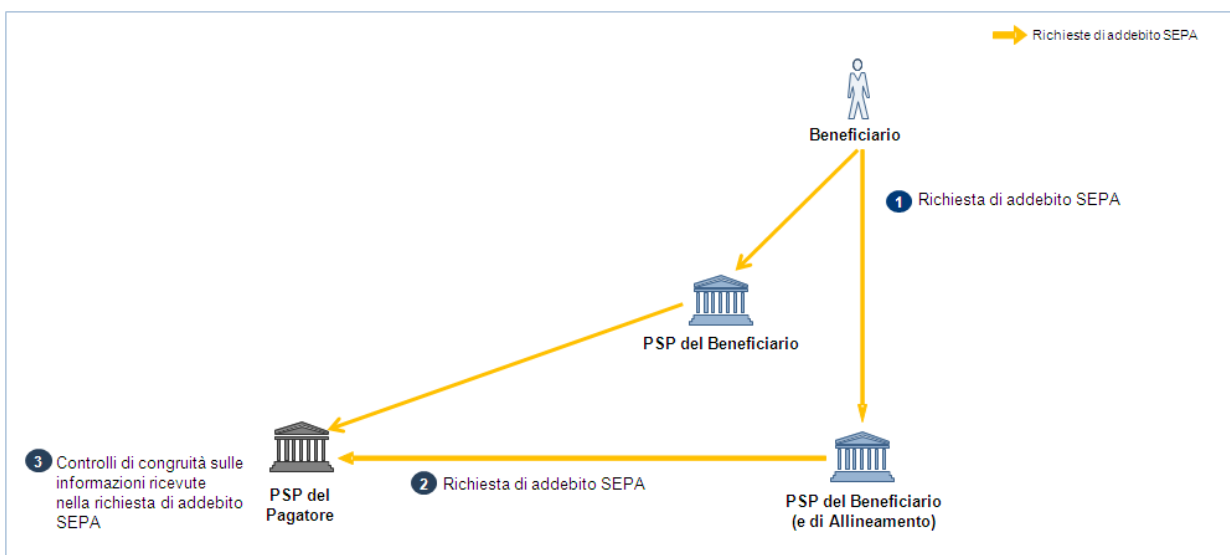 Richieste di addebito SEPA
Beneficiario
1 Richiesta di addebito SEPA
PSP del Beneficiario
3 Controlli di congruità sulle
informazioni ricevute
nella richiesta di addebito
SEPA
PSP del
Pagatore
2 Richiesta di addebito SEPA
PSP del Beneficiario
(e di Allineamento)